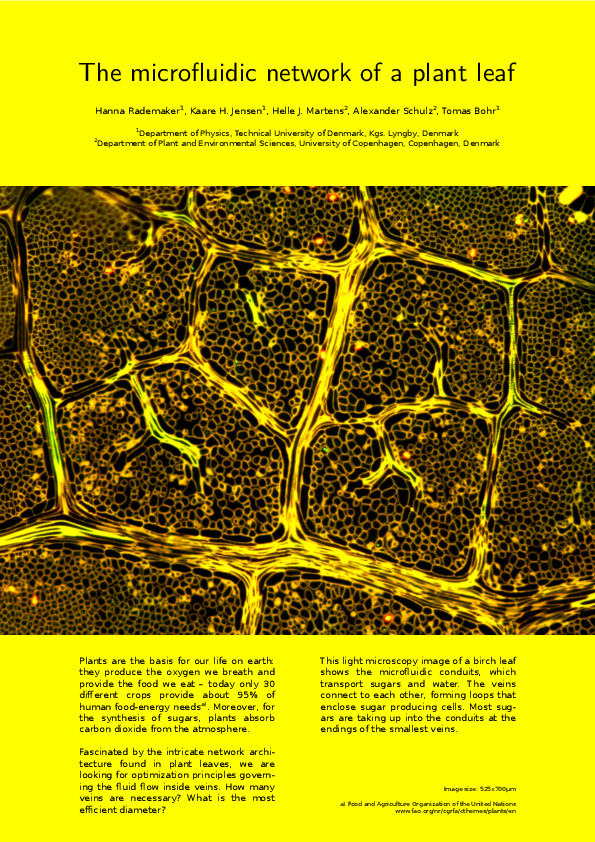 The microfluidic network of a plant leaf
Hanna Rademaker1, Kaare H. Jensen1, Helle J. Martens2, Alexander Schulz2, Tomas Bohr1
1Department of Physics, Technical University of Denmark, Kgs. Lyngby, Denmark
2Department of Plant and Environmental Sciences, University of Copenhagen, Copenhagen, Denmark
Plants are the basis for our life on earth:
they produce the oxygen we breath and
provide the food we eat – today only 30
different crops provide about 95% of
human food-energy needsa). Moreover, for
the synthesis of sugars, plants absorb
carbon dioxide from the atmosphere.
Fascinated by the intricate network archi-
tecture found in plant leaves, we are
looking for optimization principles govern-
ing the fluid flow inside veins. How many
veins are necessary? What is the most
efficient diameter?
This light microscopy image of a birch leaf
shows the microfluidic conduits, which
transport sugars and water. The veins
connect to each other, forming loops that
enclose sugar producing cells. Most sug-
ars are taking up into the conduits at the
endings of the smallest veins.
Image size: 525x700µm
a) Food and Agriculture Organization of the United Nations
www.fao.org/nr/cgrfa/cthemes/plants/en